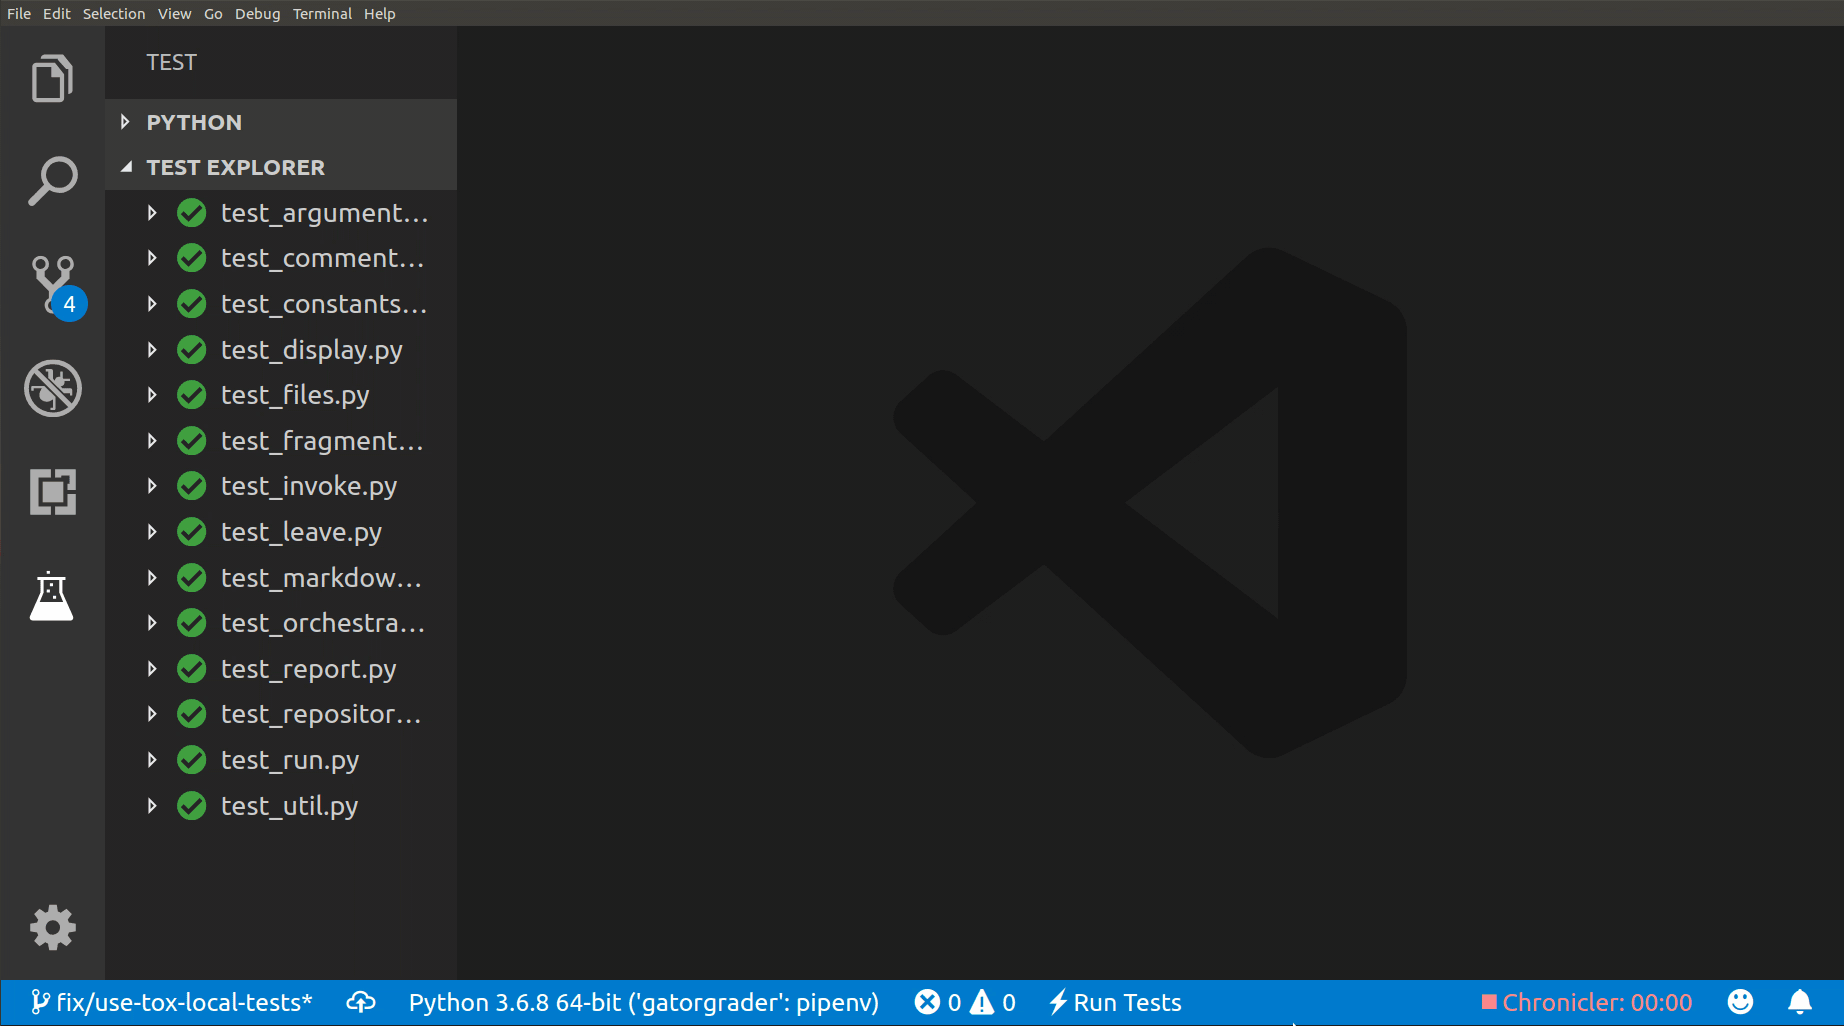 File Edit Selection View Go Debug Terminal Help
TEST
PYTHON
TEST EXPLORER
test_argument...
test_comment...
test_constants...
test_display.py
test_files.py
test_fragment...
test_invoke.py
test_leave.py
test_markdow...
test_orchestra...
test_report.py
test_repositor...
test_run.py
test_util.py
4
fix/use-tox-local-tests* Python 3.6.8 64-bit ('gatorgrader': pipenv) 0 0 Run Tests Chronicler: 00:00